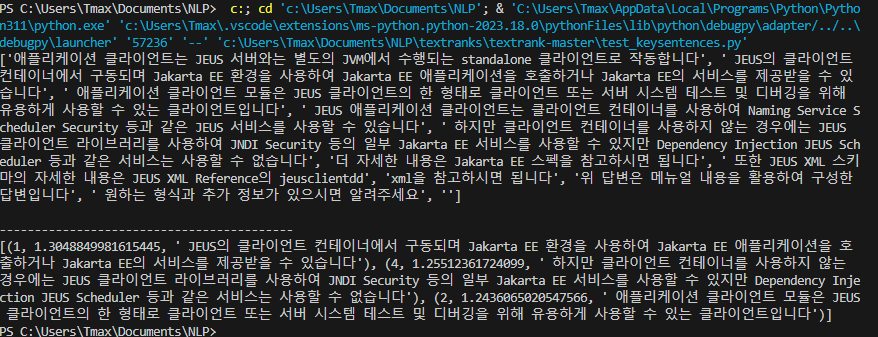 PS C:\Users\Tmax\Documents\NLP>  c:; cd 'c:\Users\Tmax\Documents\NLP'; & 'C:\Users\Tmax\AppData\Local\Programs\Python\Pytho
n311\python.exe' 'c:\Users\Tmax\.vscode\extensions\ms-python.python-2023.18.0\pythonFiles\lib\python\debugpy\adapter/../..\
debugpy\launcher' '57236' '--' 'c:\Users\Tmax\Documents\NLP\textranks\textrank-master\test_keysentences.py'
['애플리케이션 클라이언트는 JEUS 서버와는 별도의 JVM에서 수행되는 standalone 클라이언트로 작동합니다', ' JEUS의 클라이언트
컨테이너에서 구동되며 Jakarta EE 환경을 사용하여 Jakarta EE 애플리케이션을 호출하거나 Jakarta EE의 서비스를 제공받을 수 있
습니다', ' 애플리케이션 클라이언트 모듈은 JEUS 클라이언트의 한 형태로 클라이언트 또는 서버 시스템 테스트 및 디버깅을 위해
유용하게 사용할 수 있는 클라이언트입니다', ' JEUS 애플리케이션 클라이언트는 클라이언트 컨테이너를 사용하여 Naming Service S
cheduler Security 등과 같은 JEUS 서비스를 사용할 수 있습니다', ' 하지만 클라이언트 컨테이너를 사용하지 않는 경우에는 JEUS
클라이언트 라이브러리를 사용하여 JNDI Security 등의 일부 Jakarta EE 서비스를 사용할 수 있지만 Dependency Injection JEUS Sch
eduler 등과 같은 서비스는 사용할 수 없습니다', '더 자세한 내용은 Jakarta EE 스펙을 참고하시면 됩니다', ' 또한 JEUS XML 스키
마의 자세한 내용은 JEUS XML Reference의 jeusclientdd', 'xml을 참고하시면 됩니다', '위 답변은 메뉴얼 내용을 활용하여 구성한
답변입니다', ' 원하는 형식과 추가 정보가 있으시면 알려주세요', '']

-----------------------------------------
[(1, 1.3048849981615445, ' JEUS의 클라이언트 컨테이너에서 구동되며 Jakarta EE 환경을 사용하여 Jakarta EE 애플리케이션을 호
출하거나 Jakarta EE의 서비스를 제공받을 수 있습니다'), (4, 1.25512361724099, ' 하지만 클라이언트 컨테이너를 사용하지 않는
경우에는 JEUS 클라이언트 라이브러리를 사용하여 JNDI Security 등의 일부 Jakarta EE 서비스를 사용할 수 있지만 Dependency Inje
ction JEUS Scheduler 등과 같은 서비스는 사용할 수 없습니다'), (2, 1.2436065020547566, ' 애플리케이션 클라이언트 모듈은 JEUS
클라이언트의 한 형태로 클라이언트 또는 서버 시스템 테스트 및 디버깅을 위해 유용하게 사용할 수 있는 클라이언트입니다')]
PS C:\Users\Tmax\Documents\NLP>